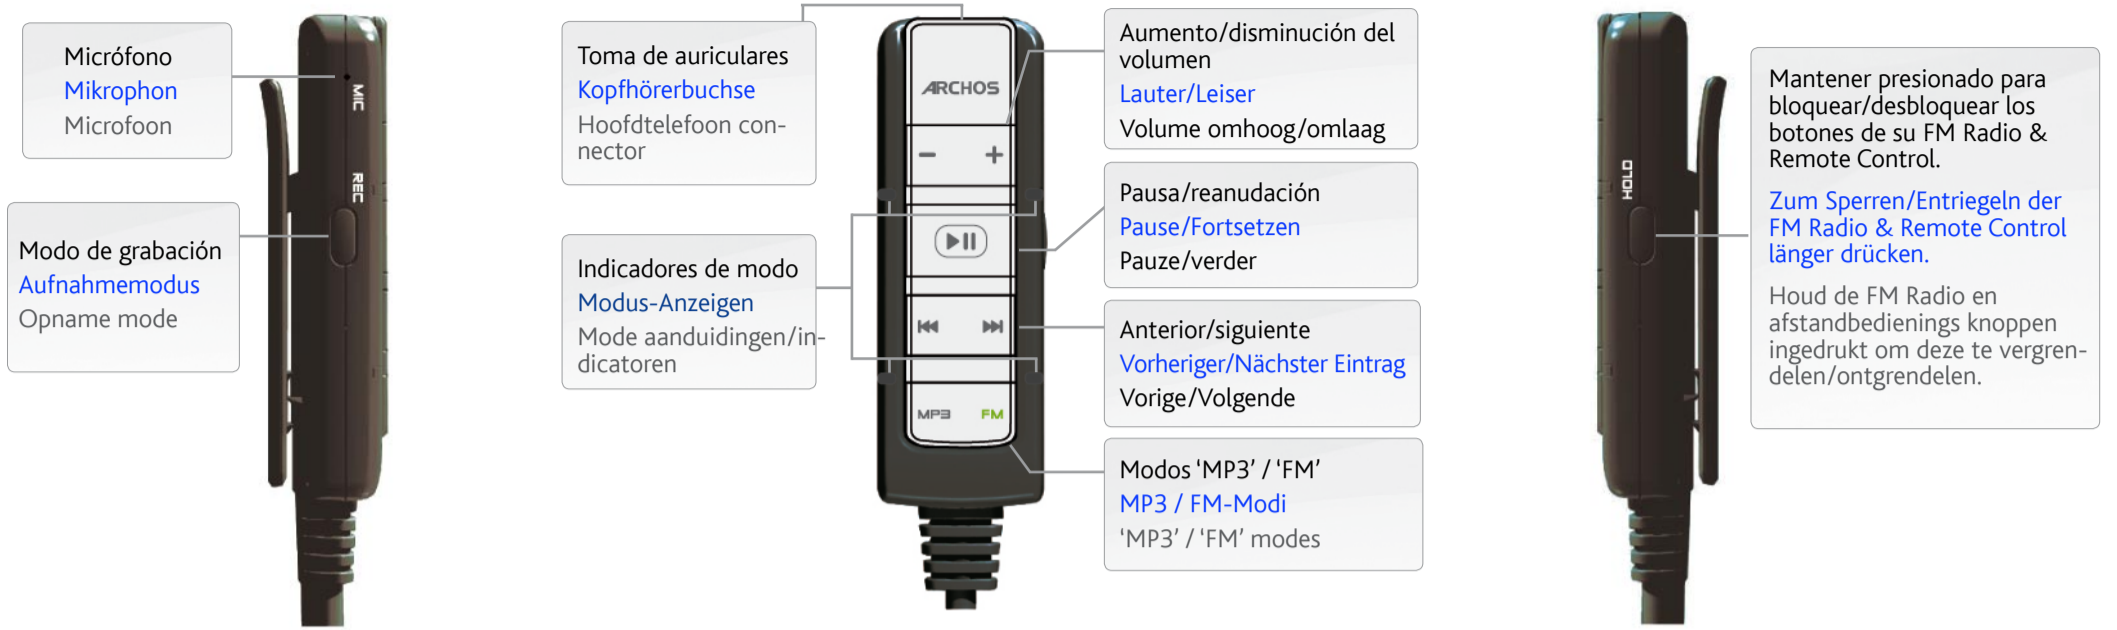 Micrófono
Mikrophon
Microfoon
MIC
REC
Modo de grabación
Aufnahmemodus
Opname mode
Toma de auriculares
Kopfhörerbuchse
Hoofdtelefoon con-
nector
Indicadores de modo
Modus-Anzeigen
Mode aanduidingen/in-
dicatoren
ARCHOS
- +
MP3 FM
Aumento/disminución del
volumen
Lauter/Leiser
Volume omhoog/omlaag
Pausa/reanudación
Pause/Fortsetzen
Pauze/verder
Anterior/siguiente
Vorheriger/Nächster Eintrag
Vorige/Volgende
Modos ‘MP3’ / ‘FM’
MP3 / FM-Modi
‘MP3’ / ‘FM’ modes
HOLD
Mantener presionado para
bloquear/desbloquear los
botones de su FM Radio &
Remote Control.
Zum Sperren/Entriegeln der
FM Radio & Remote Control
länger drücken.
Houd de FM Radio en
afstandbedienings knoppen
ingedrukt om deze te vergren-
delen/ontgrendelen.